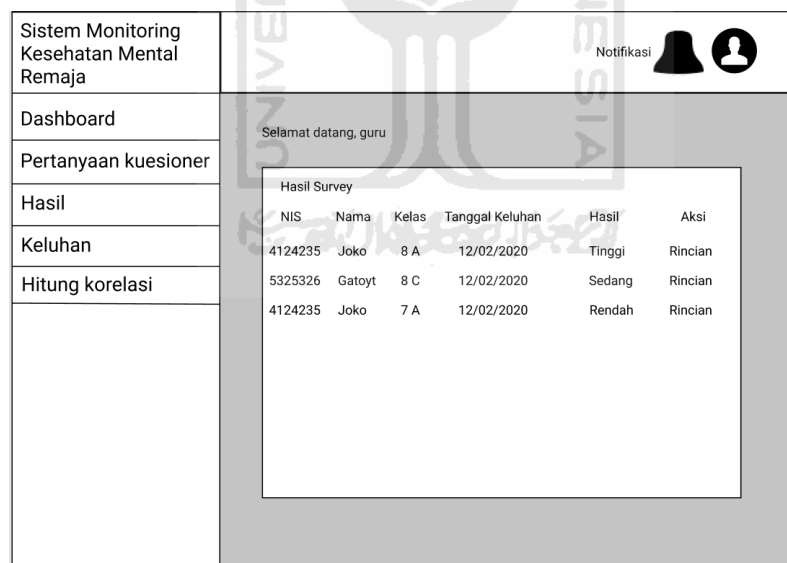 Sistem Monitoring
Kesehatan Mental
Remaja
Notifikasi
Dashboard
Pertanyaan kuesioner
Hasil
Keluhan
Hitung korelasi
Selamat datang, guru
Hasil Survey
NIS Nama Kelas Tanggal Keluhan Hasil Aksi
4124235 Joko 8 A 12/02/2020 Tinggi Rincian
5325326 Gatoyt 8 C 12/02/2020 Sedang Rincian
4124235 Joko 7 A 12/02/2020 Rendah Rincian